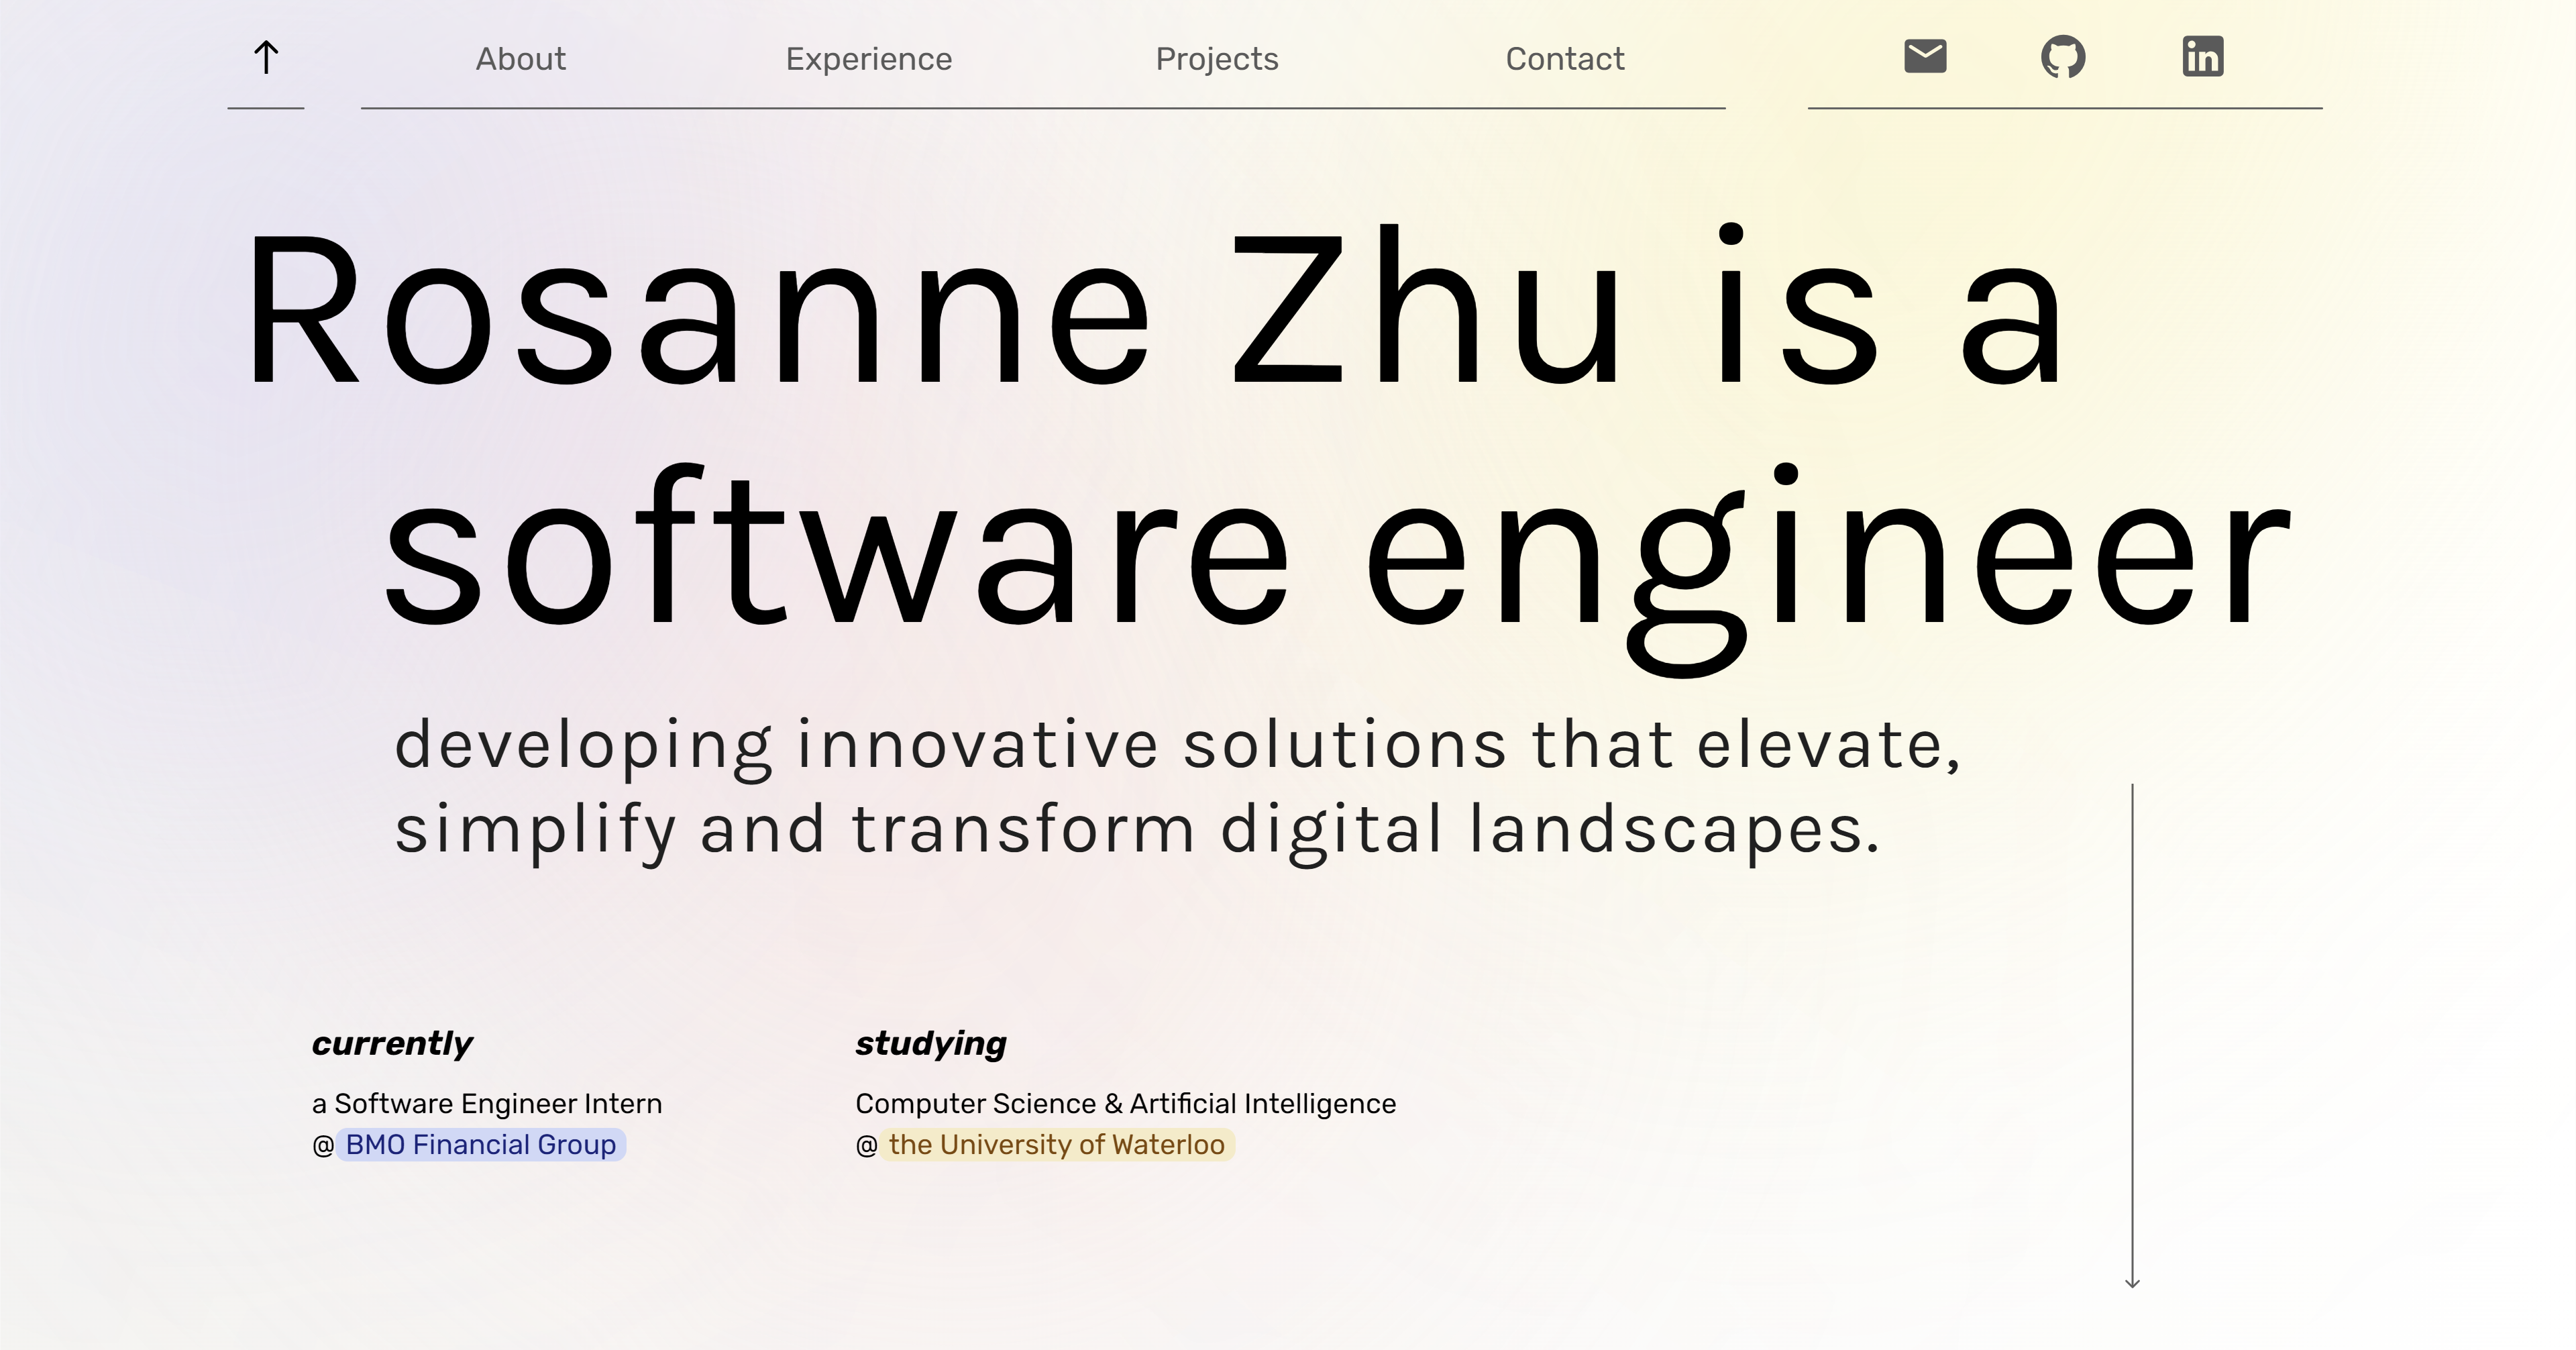 About Experience Projects Contact
Rosanne Zhu is a
software engineer
developing innovative solutions that elevate,
simplify and transform digital landscapes.
currently
a Software Engineer Intern
@ BMO Financial Group
studying
Computer Science & Artificial Intelligence
@ the University of Waterloo